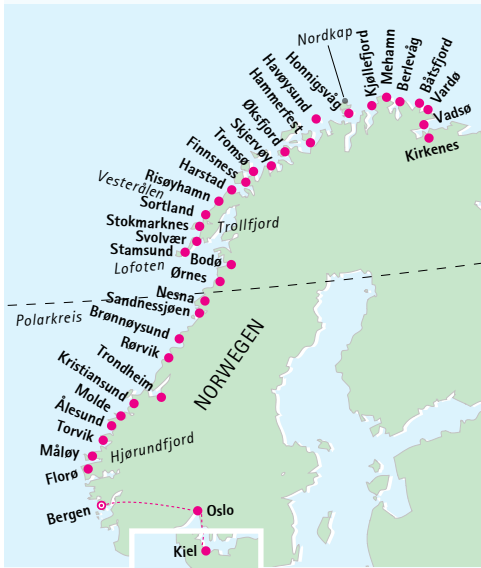 Nordkap
Kjøllefjord
Mehamn
Berlevåg
Båtsfjord
Vardø
Vadsø
Kirkenes
Honnigsvåg
Havøysund
Hammerfest
Øksfjord
Skjervøy
Tromsø
Finnsness
Harstad
Vesterålen
Risøyhamn
Sortland
Stokmarknes
Trollfjord
Svolvær
Stamsund
Lofoten
Bodø
Ørnes
Polarkreis
Nesna
Sandnessjøen
Brønnøysund
Rørvik
NORWEGEN
Trondheim
Kristiansund
Molde
Ålesund
Torvik
Hjørundfjord
Måløy
Florø
Bergen
Oslo
Kiel